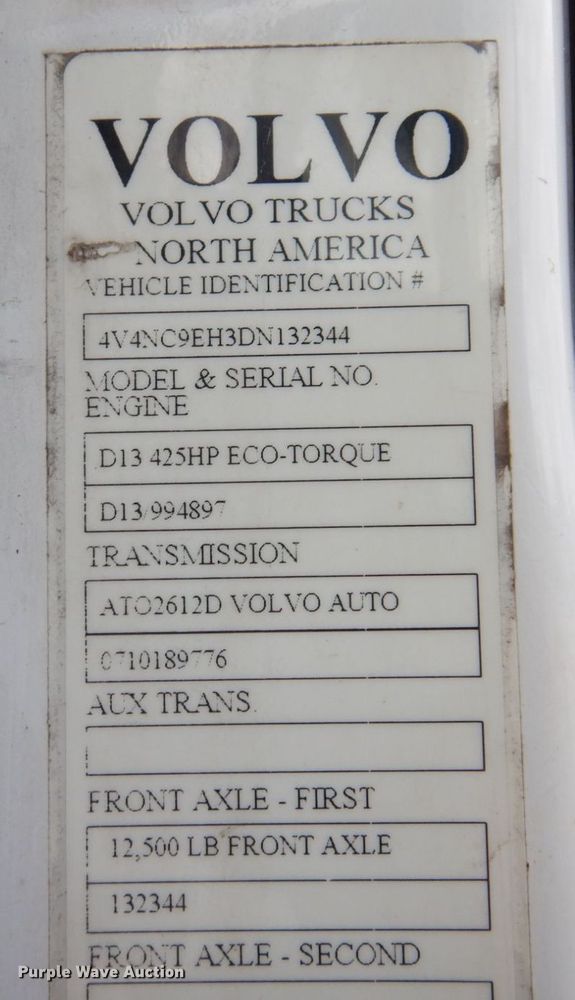 VOLVO
VOLVO TRUCKS
NORTH AMERICA
VEHICLE IDENTIFICATION #
4V4NC9EH3DN132344
MODEL & SERIAL NO.
ENGINE
D13 425HP ECO-TORQUE
D13/994897
TRANSMISSION
ATO2612D VOLVO AUTO
0710189776
AUX TRANS.
FRONT AXLE - FIRST
12,500 LB FRONT AXLE
132344
FRONT AXLE - SECOND
Purple Wave Auction